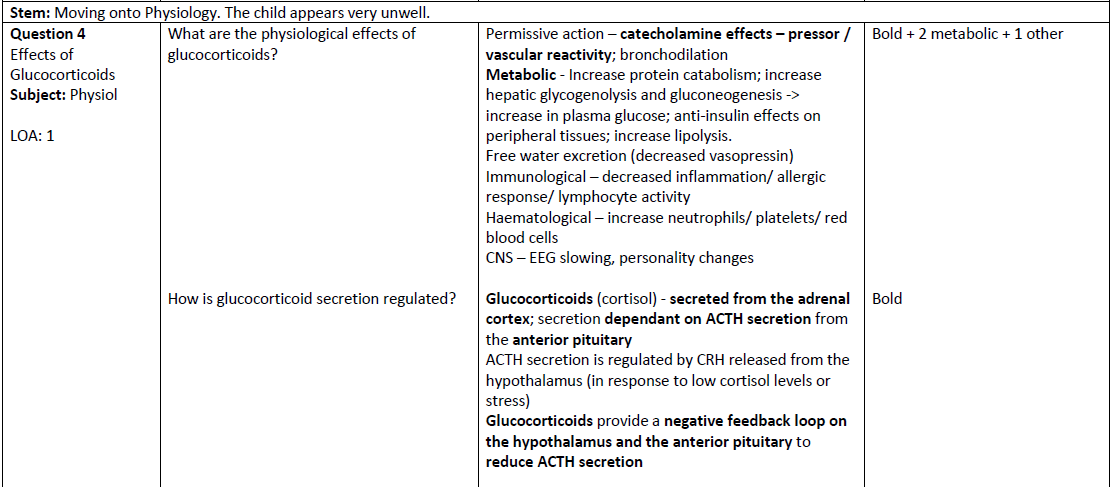 Stem: Moving onto Physiology. The child appears very unwell.
Question 4
Effects of
Glucocorticoids
Subject: Physiol
LOA: 1
What are the physiological effects of
glucocorticoids?
Permissive action – catecholamine effects – pressor /
vascular reactivity; bronchodilation
Metabolic - Increase protein catabolism; increase
hepatic glycogenolysis and gluconeogenesis ->
increase in plasma glucose; anti-insulin effects on
peripheral tissues; increase lipolysis.
Free water excretion (decreased vasopressin)
Immunological – decreased inflammation/ allergic
response/ lymphocyte activity
Haematological – increase neutrophils/ platelets/ red
blood cells
CNS – EEG slowing, personality changes
Bold + 2 metabolic + 1 other
How is glucocorticoid secretion regulated?
Glucocorticoids (cortisol) - secreted from the adrenal
cortex; secretion dependant on ACTH secretion from
the anterior pituitary
ACTH secretion is regulated by CRH released from the
hypothalamus (in response to low cortisol levels or
stress)
Glucocorticoids provide a negative feedback loop on
the hypothalamus and the anterior pituitary to
reduce ACTH secretion
Bold